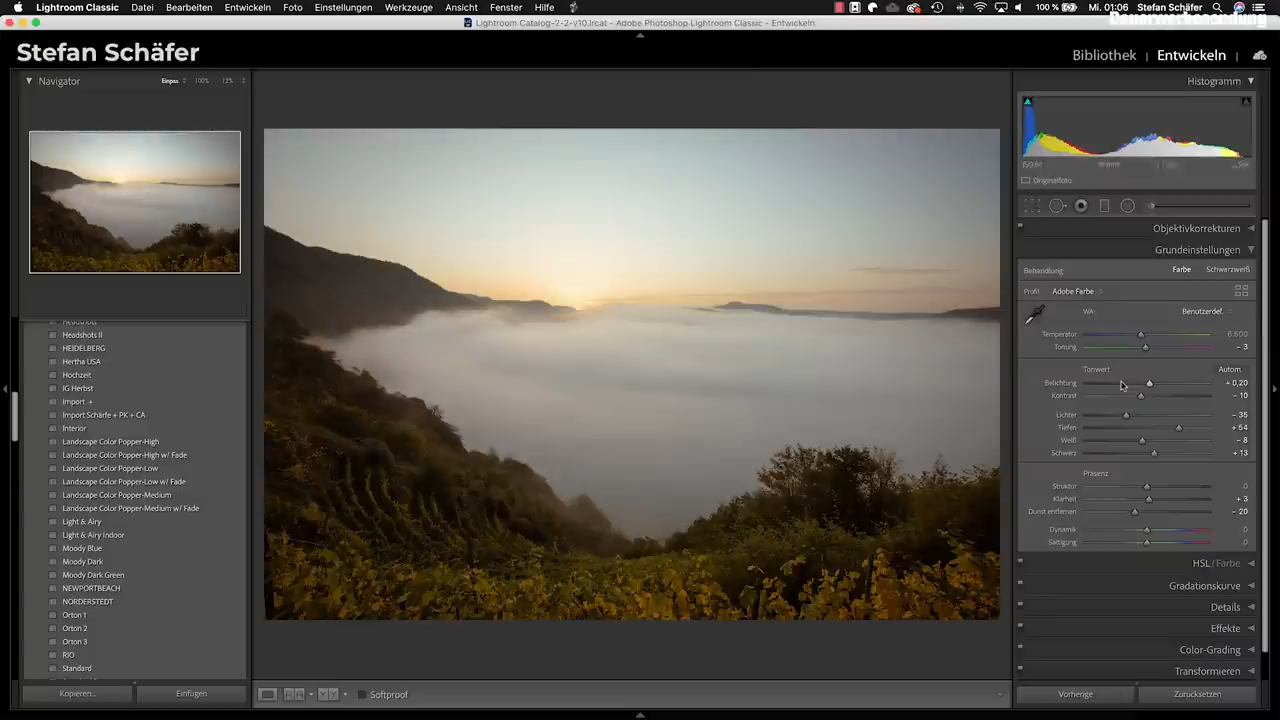 Lightroom Classic Datei Bearbeiten Entwickeln Foto Einstellungen Werkzeuge Ansicht Fenster Hilfe 100% Mi. 01:06 Stefan Schäfer
Dauerwerbesendung
Lightroom Catalog-2-2-v10.lrcat - Adobe Photoshop Lightroom Classic - Entwickeln
Stefan Schäfer
Bibliothek | Entwickeln |
Navigator Einpas. 100% 12%
Histogramm
Originalfoto
Objektivkorrekturen
Grundeinstellungen
Behandlung Farbe Schwarzweiß
Profil Adobe Farbe
WA: Benutzerdef.
Temperatur 6.600
Tonung − 3
Tonwert Autom.
Belichtung + 0,20
Kontrast − 10
Lichter − 35
Tiefen + 54
Weiß − 8
Schwarz + 13
Präsenz
Struktur 0
Klarheit + 3
Dunst entfernen − 20
Dynamik 0
Sättigung 0
HSL / Farbe
Gradationskurve
Details
Effekte
Color-Grading
Transformieren
Headshots
Headshots II
HEIDELBERG
Hertha USA
Hochzeit
IG Herbst
Import +
Import Schärfe + PK + CA
Interior
Landscape Color Popper-High
Landscape Color Popper-High w/ Fade
Landscape Color Popper-Low
Landscape Color Popper-Low w/ Fade
Landscape Color Popper-Medium
Landscape Color Popper-Medium w/ Fade
Light & Airy
Light & Airy Indoor
Moody Blue
Moody Dark
Moody Dark Green
NEWPORTBEACH
NORDERSTEDT
Orton 1
Orton 2
Orton 3
RIO
Standard
Kopieren... Einfügen
Softproof
Vorherige Zurücksetzen